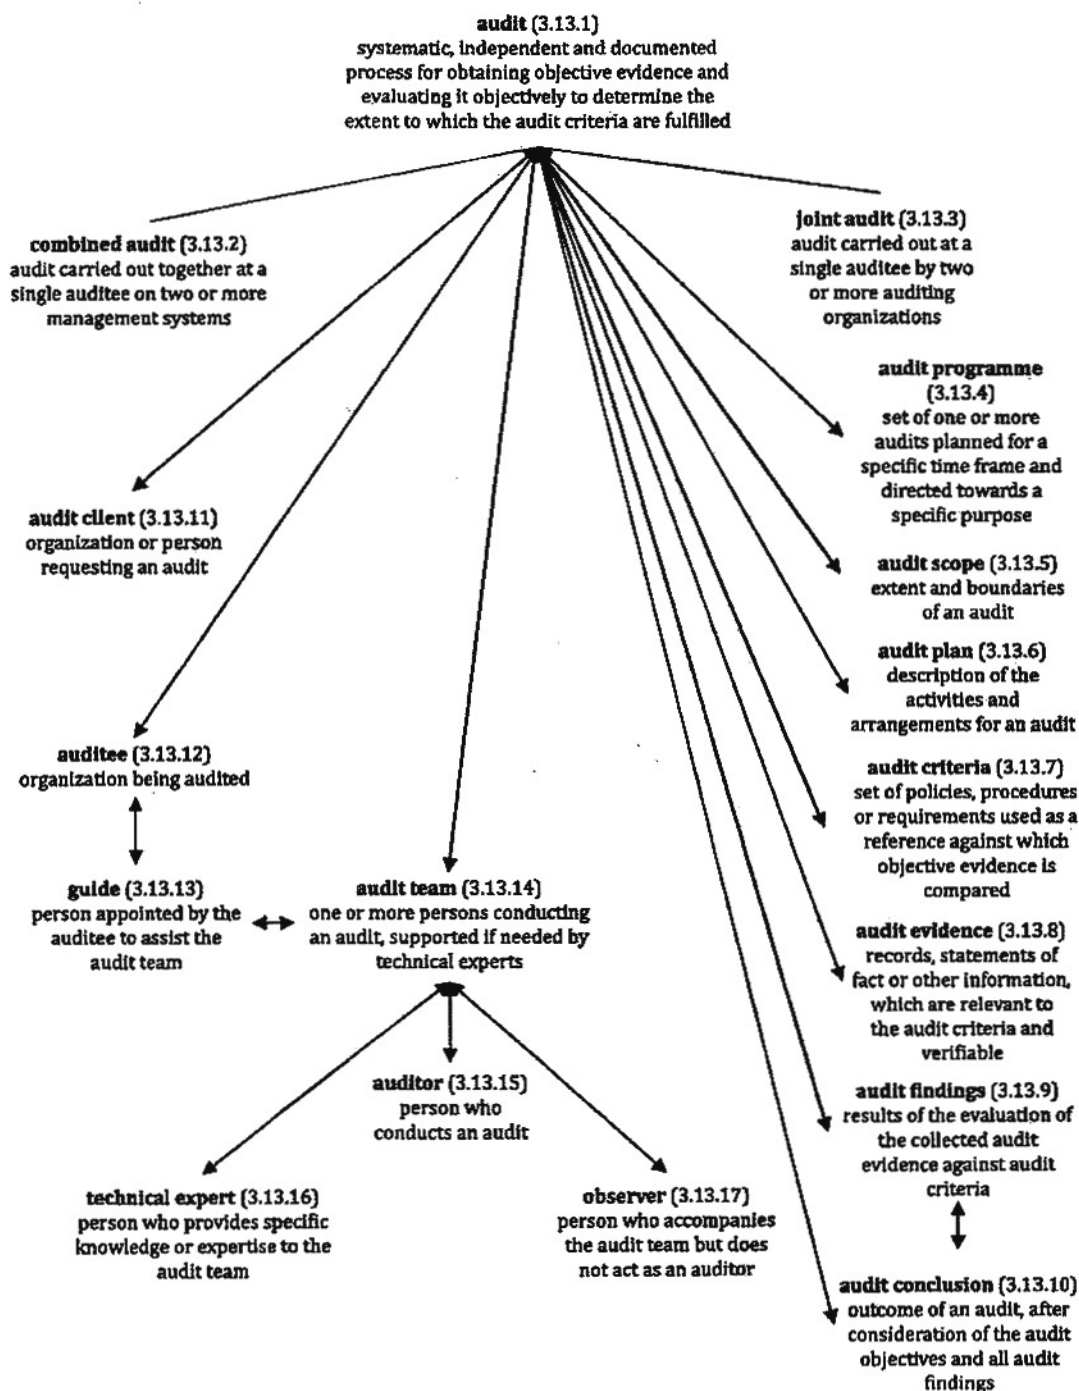 audit (3.13.1)
systematic, independent and documented
process for obtaining objective evidence and
evaluating it objectively to determine the
extent to which the audit criteria are fulfilled
combined audit (3.13.2)
audit carried out together at a
single auditee on two or more
management systems
joint audit (3.13.3)
audit carried out at a
single auditee by two
or more auditing
organizations
audit programme
(3.13.4)
set of one or more
audits planned for a
specific time frame and
directed towards a
specific purpose
audit client (3.13.11)
organization or person
requesting an audit
audit scope (3.13.5)
extent and boundaries
of an audit
audit plan (3.13.6)
description of the
activities and
arrangements for an audit
auditee (3.13.12)
organization being audited
audit criteria (3.13.7)
set of policies, procedures
or requirements used as a
reference against which
objective evidence is
compared
guide (3.13.13)
person appointed by the
auditee to assist the
audit team
audit team (3.13.14)
one or more persons conducting
an audit, supported if needed by
technical experts
audit evidence (3.13.8)
records, statements of
fact or other information,
which are relevant to
the audit criteria and
verifiable
auditor (3.13.15)
person who
conducts an audit
audit findings (3.13.9)
results of the evaluation of
the collected audit
evidence against audit
criteria
technical expert (3.13.16)
person who provides specific
knowledge or expertise to the
audit team
observer (3.13.17)
person who accompanies
the audit team but does
not act as an auditor
audit conclusion (3.13.10)
outcome of an audit, after
consideration of the audit
objectives and all audit
findings